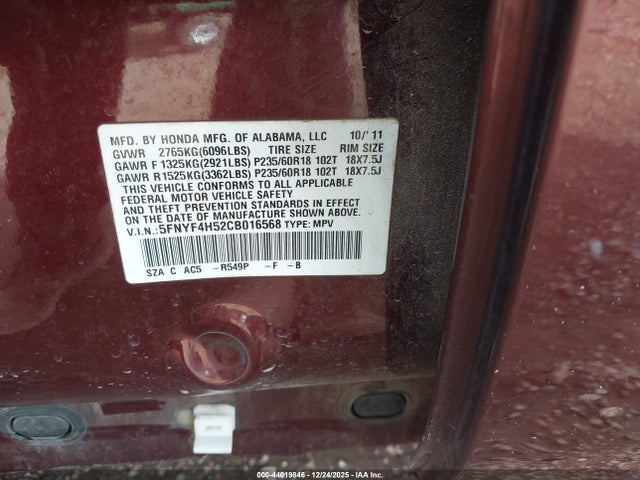 MFD. BY HONDA MFG. OF ALABAMA, LLC 10/'11
GVWR 2765KG(6096LBS) TIRE SIZE RIM SIZE
GAWR F 1325KG(2921LBS) P235/60R18 102T 18X7.5J
GAWR R1525KG(3362LBS) P235/60R18 102T 18X7.5J
THIS VEHICLE CONFORMS TO ALL APPLICABLE
FEDERAL MOTOR VEHICLE SAFETY
AND THEFT PREVENTION STANDARDS IN EFFECT
ON THE DATE OF MANUFACTURE SHOWN ABOVE.
V.I.N.:5FNYF4H52CB016568 TYPE: MPV
SZA C AC5 -R549P -F -B
000-44019846 - 12/24/2025 - IAA Inc.